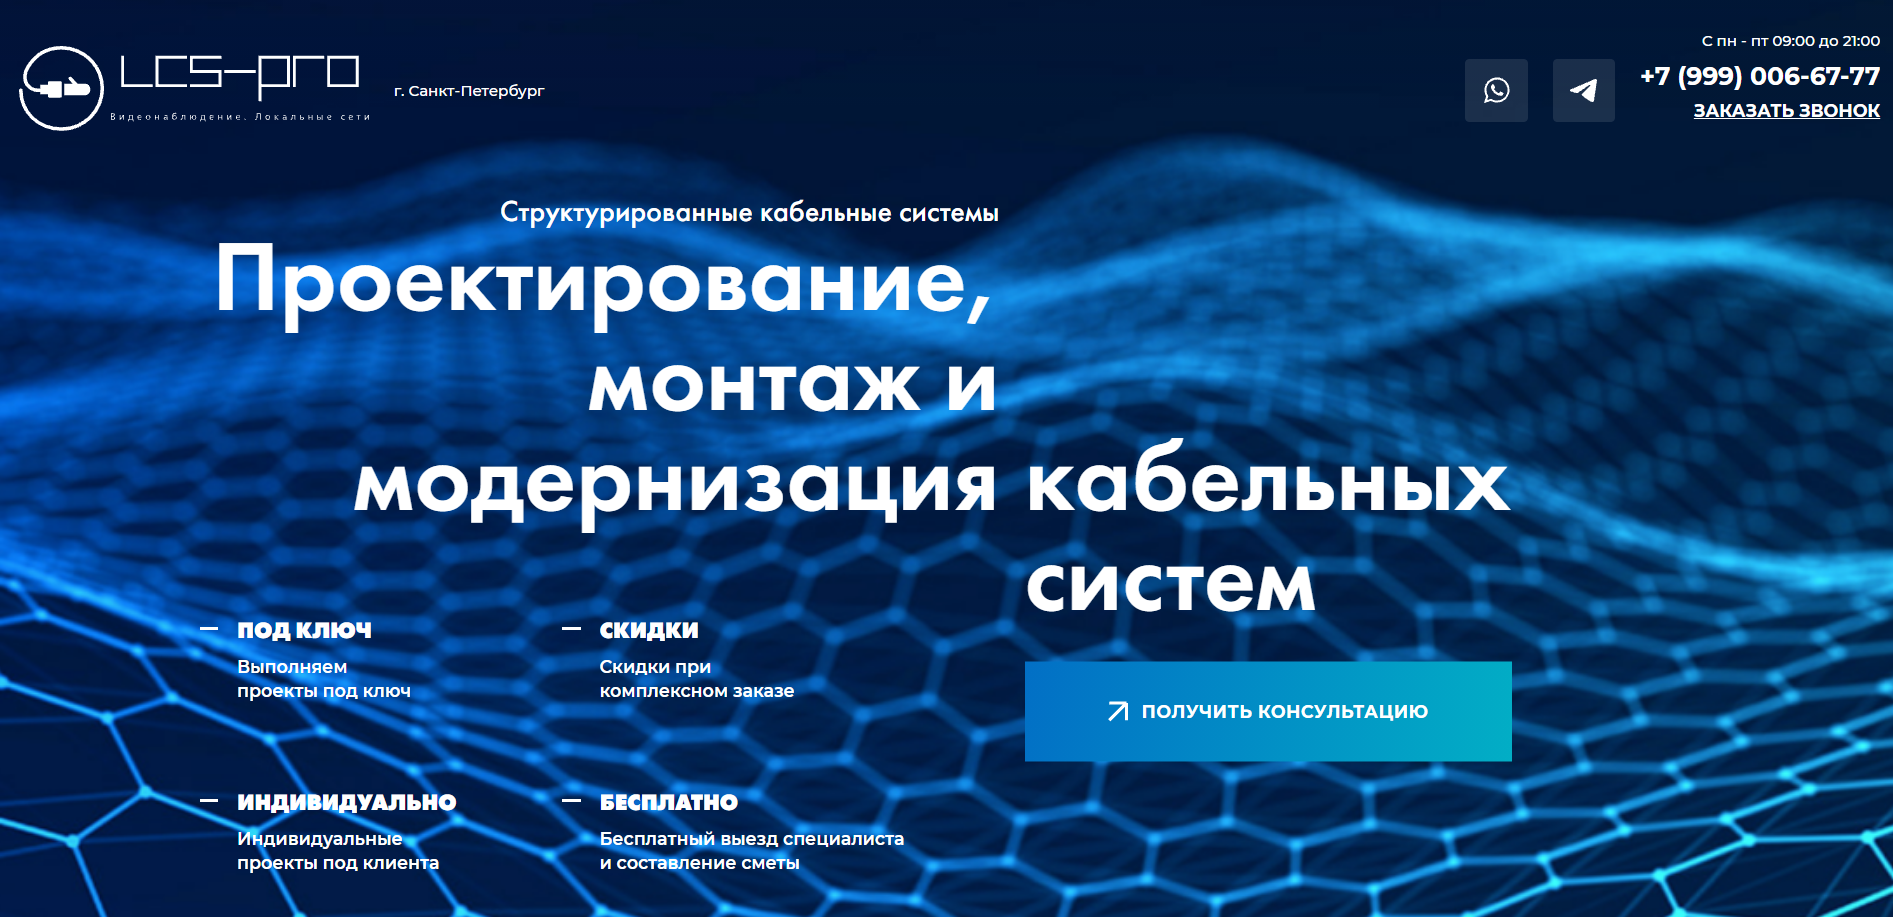 LCS-pro
Видеонаблюдение. Локальные сети
г. Санкт-Петербург
С пн - пт 09:00 до 21:00
+7 (999) 006-67-77
ЗАКАЗАТЬ ЗВОНОК
Структурированные кабельные системы
Проектирование,
монтаж и
модернизация кабельных
систем
ПОД КЛЮЧ
Выполняем
проекты под ключ
СКИДКИ
Скидки при
комплексном заказе
ПОЛУЧИТЬ КОНСУЛЬТАЦИЮ
ИНДИВИДУАЛЬНО
Индивидуальные
проекты под клиента
БЕСПЛАТНО
Бесплатный выезд специалиста
и составление сметы